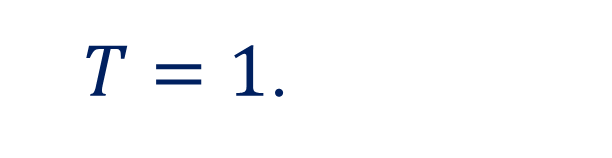 T = 1.